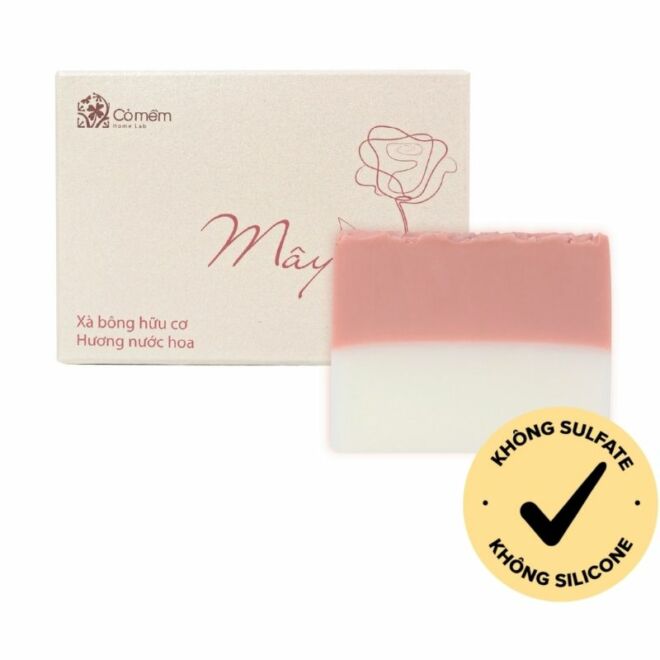 Cỏ mềm
Home Lab
Mây
Xà bông hữu cơ
Hương nước hoa
KHÔNG SULFATE
KHÔNG SILICONE